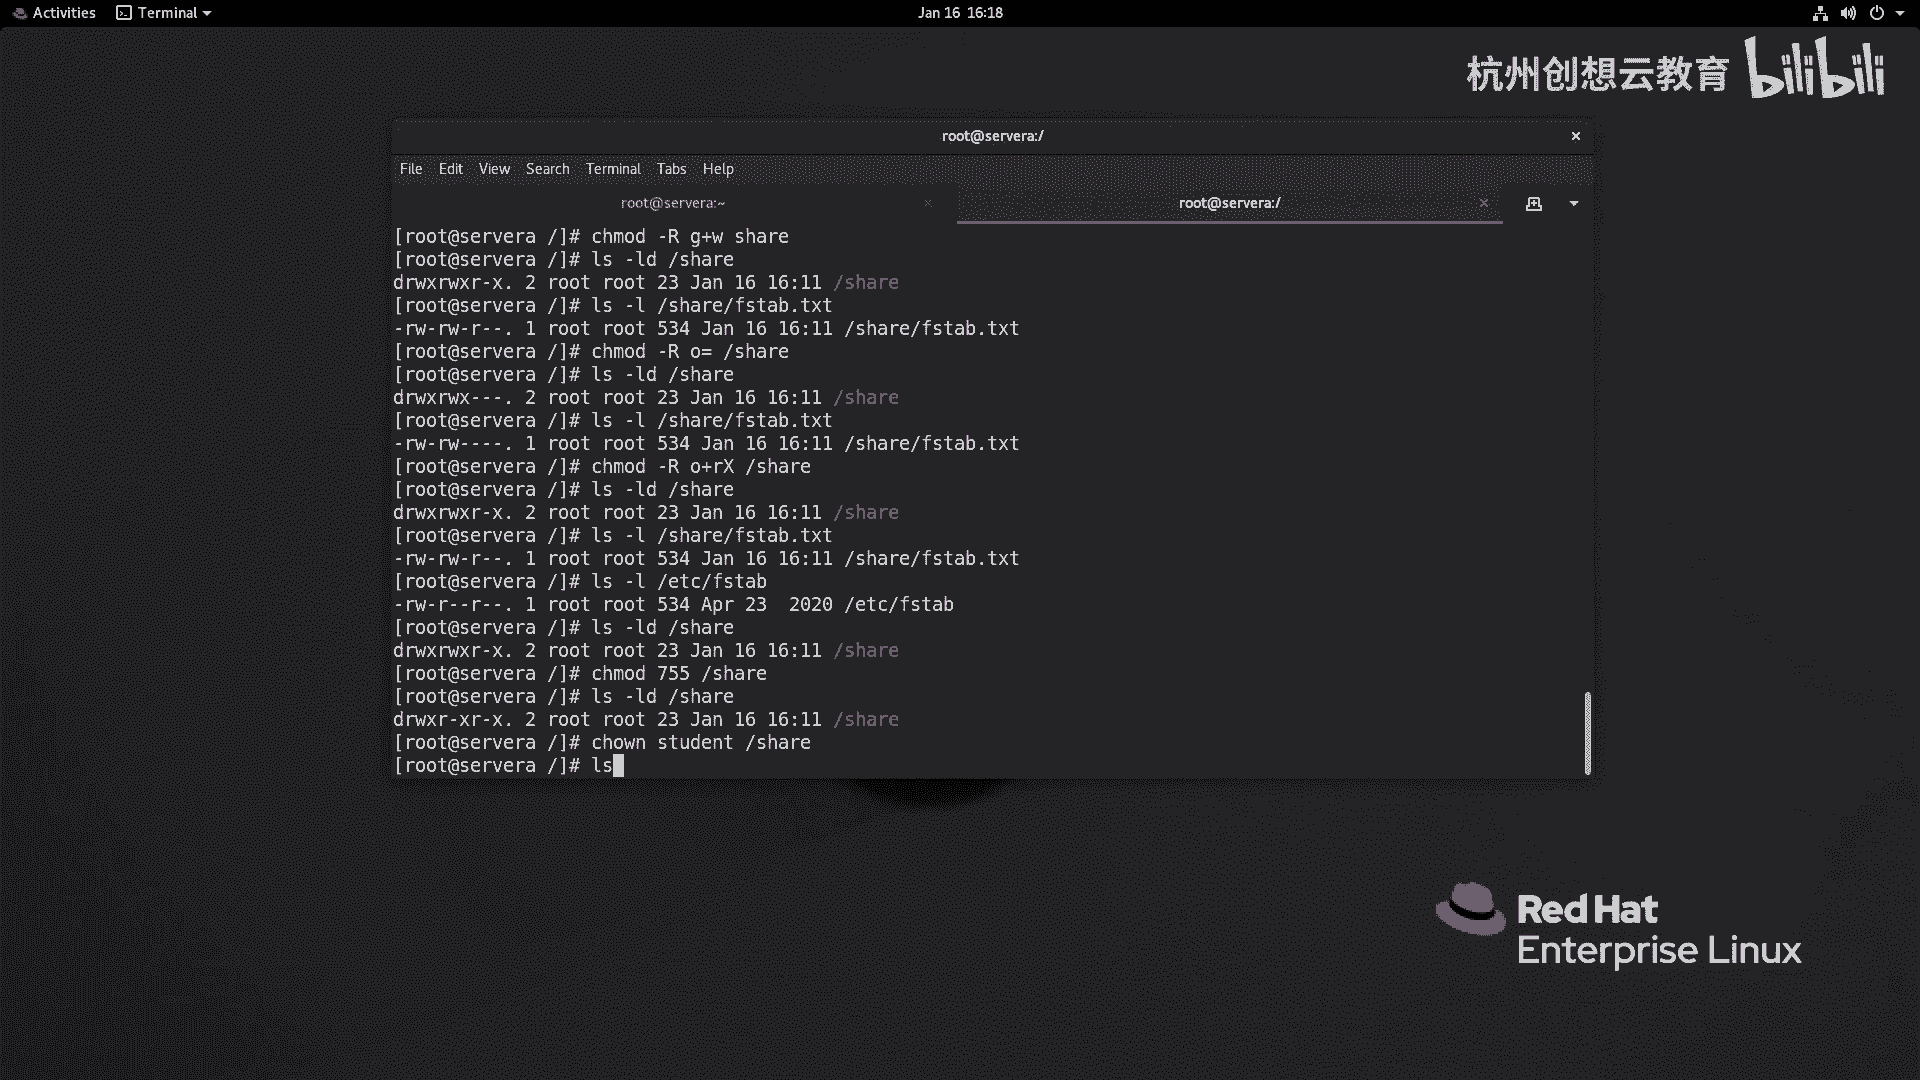 Activities Terminal Jan 16 16:18
杭州创想云教育 bilibili
root@servera:/
File Edit View Search Terminal Tabs Help
root@servera:~ root@servera:/
[root@servera /]# chmod -R g+w share
[root@servera /]# ls -ld /share
drwxrwxr-x. 2 root root 23 Jan 16 16:11 /share
[root@servera /]# ls -l /share/fstab.txt
-rw-rw-r--. 1 root root 534 Jan 16 16:11 /share/fstab.txt
[root@servera /]# chmod -R o= /share
[root@servera /]# ls -ld /share
drwxrwx---. 2 root root 23 Jan 16 16:11 /share
[root@servera /]# ls -l /share/fstab.txt
-rw-rw----. 1 root root 534 Jan 16 16:11 /share/fstab.txt
[root@servera /]# chmod -R o+rX /share
[root@servera /]# ls -ld /share
drwxrwxr-x. 2 root root 23 Jan 16 16:11 /share
[root@servera /]# ls -l /share/fstab.txt
-rw-rw-r--. 1 root root 534 Jan 16 16:11 /share/fstab.txt
[root@servera /]# ls -l /etc/fstab
-rw-r--r--. 1 root root 534 Apr 23  2020 /etc/fstab
[root@servera /]# ls -ld /share
drwxrwxr-x. 2 root root 23 Jan 16 16:11 /share
[root@servera /]# chmod 755 /share
[root@servera /]# ls -ld /share
drwxr-xr-x. 2 root root 23 Jan 16 16:11 /share
[root@servera /]# chown student /share
[root@servera /]# ls
Red Hat
Enterprise Linux